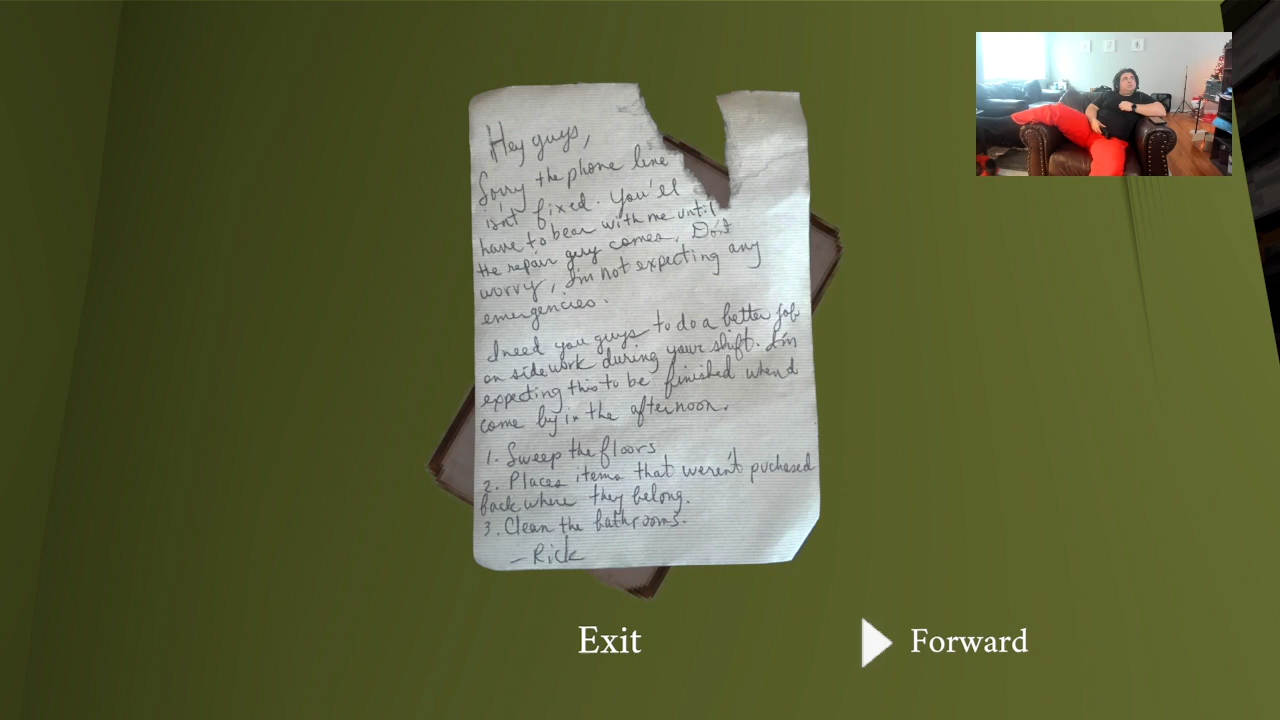 Hey guys,
Sorry the phone line
isn't fixed. You'll
have to bear with me until
the repair guy comes. Don't
worry, I'm not expecting any
emergencies.
I need you guys to do a better job
on sidework during your shift. I'm
expecting this to be finished when I
come by in the afternoon.
1. Sweep the floors
2. Places items that weren't puchased
back where they belong.
3. Clean the bathrooms.
- Rick
Exit
Forward